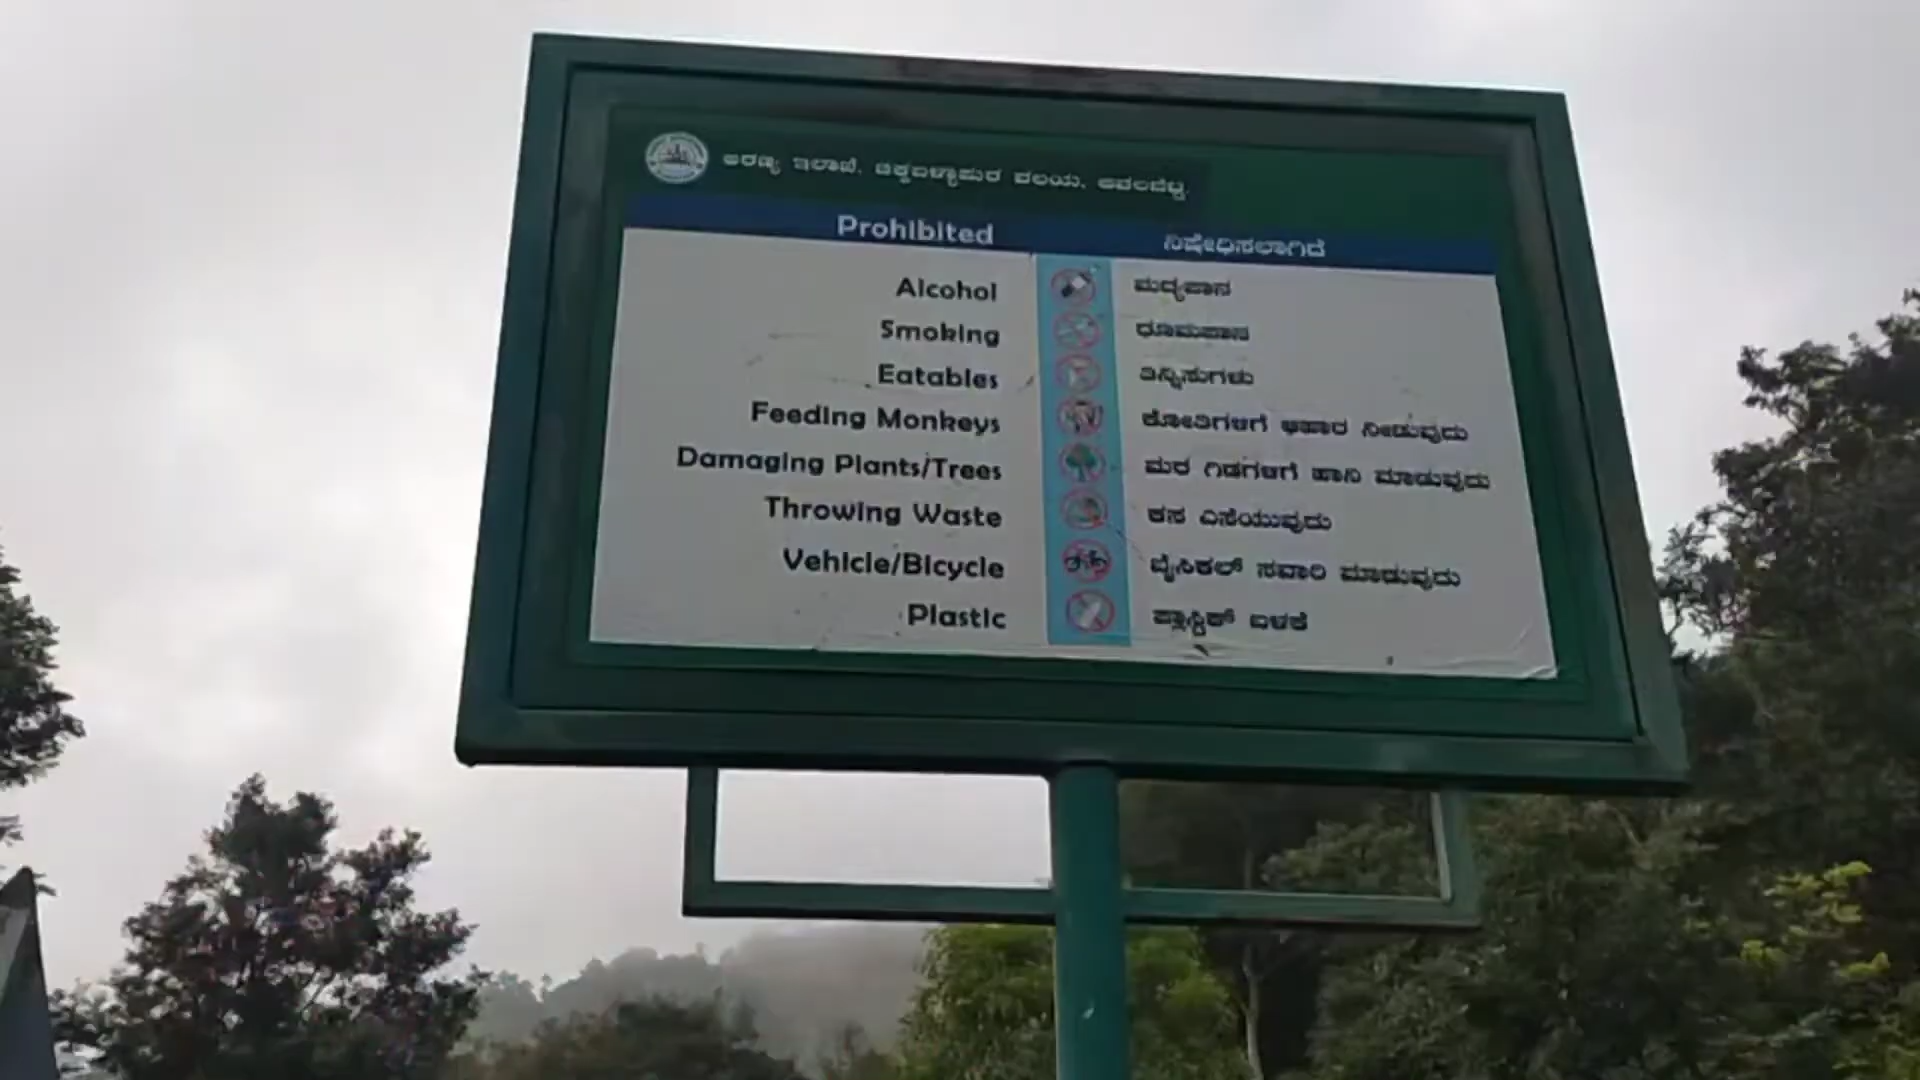 ಅರಣ್ಯ ಇಲಾಖೆ, ಚಿಕ್ಕಬಳ್ಳಾಪುರ ವಲಯ, ಆವಲಬೆಟ್ಟ.
Prohibited ನಿಷೇಧಿಸಲಾಗಿದೆ
Alcohol ಮದ್ಯಪಾನ
Smoking ಧೂಮಪಾನ
Eatables ತಿನ್ನಿಸುಗಳು
Feeding Monkeys ಕೋತಿಗಳಿಗೆ ಆಹಾರ ನೀಡುವುದು
Damaging Plants/Trees ಮರ ಗಿಡಗಳಿಗೆ ಹಾನಿ ಮಾಡುವುದು
Throwing Waste ಕಸ ಎಸೆಯುವುದು
Vehicle/Bicycle ಬೈಸಿಕಲ್ ಸವಾರಿ ಮಾಡುವುದು
Plastic ಪ್ಲಾಸ್ಟಿಕ್ ಬಳಕೆ